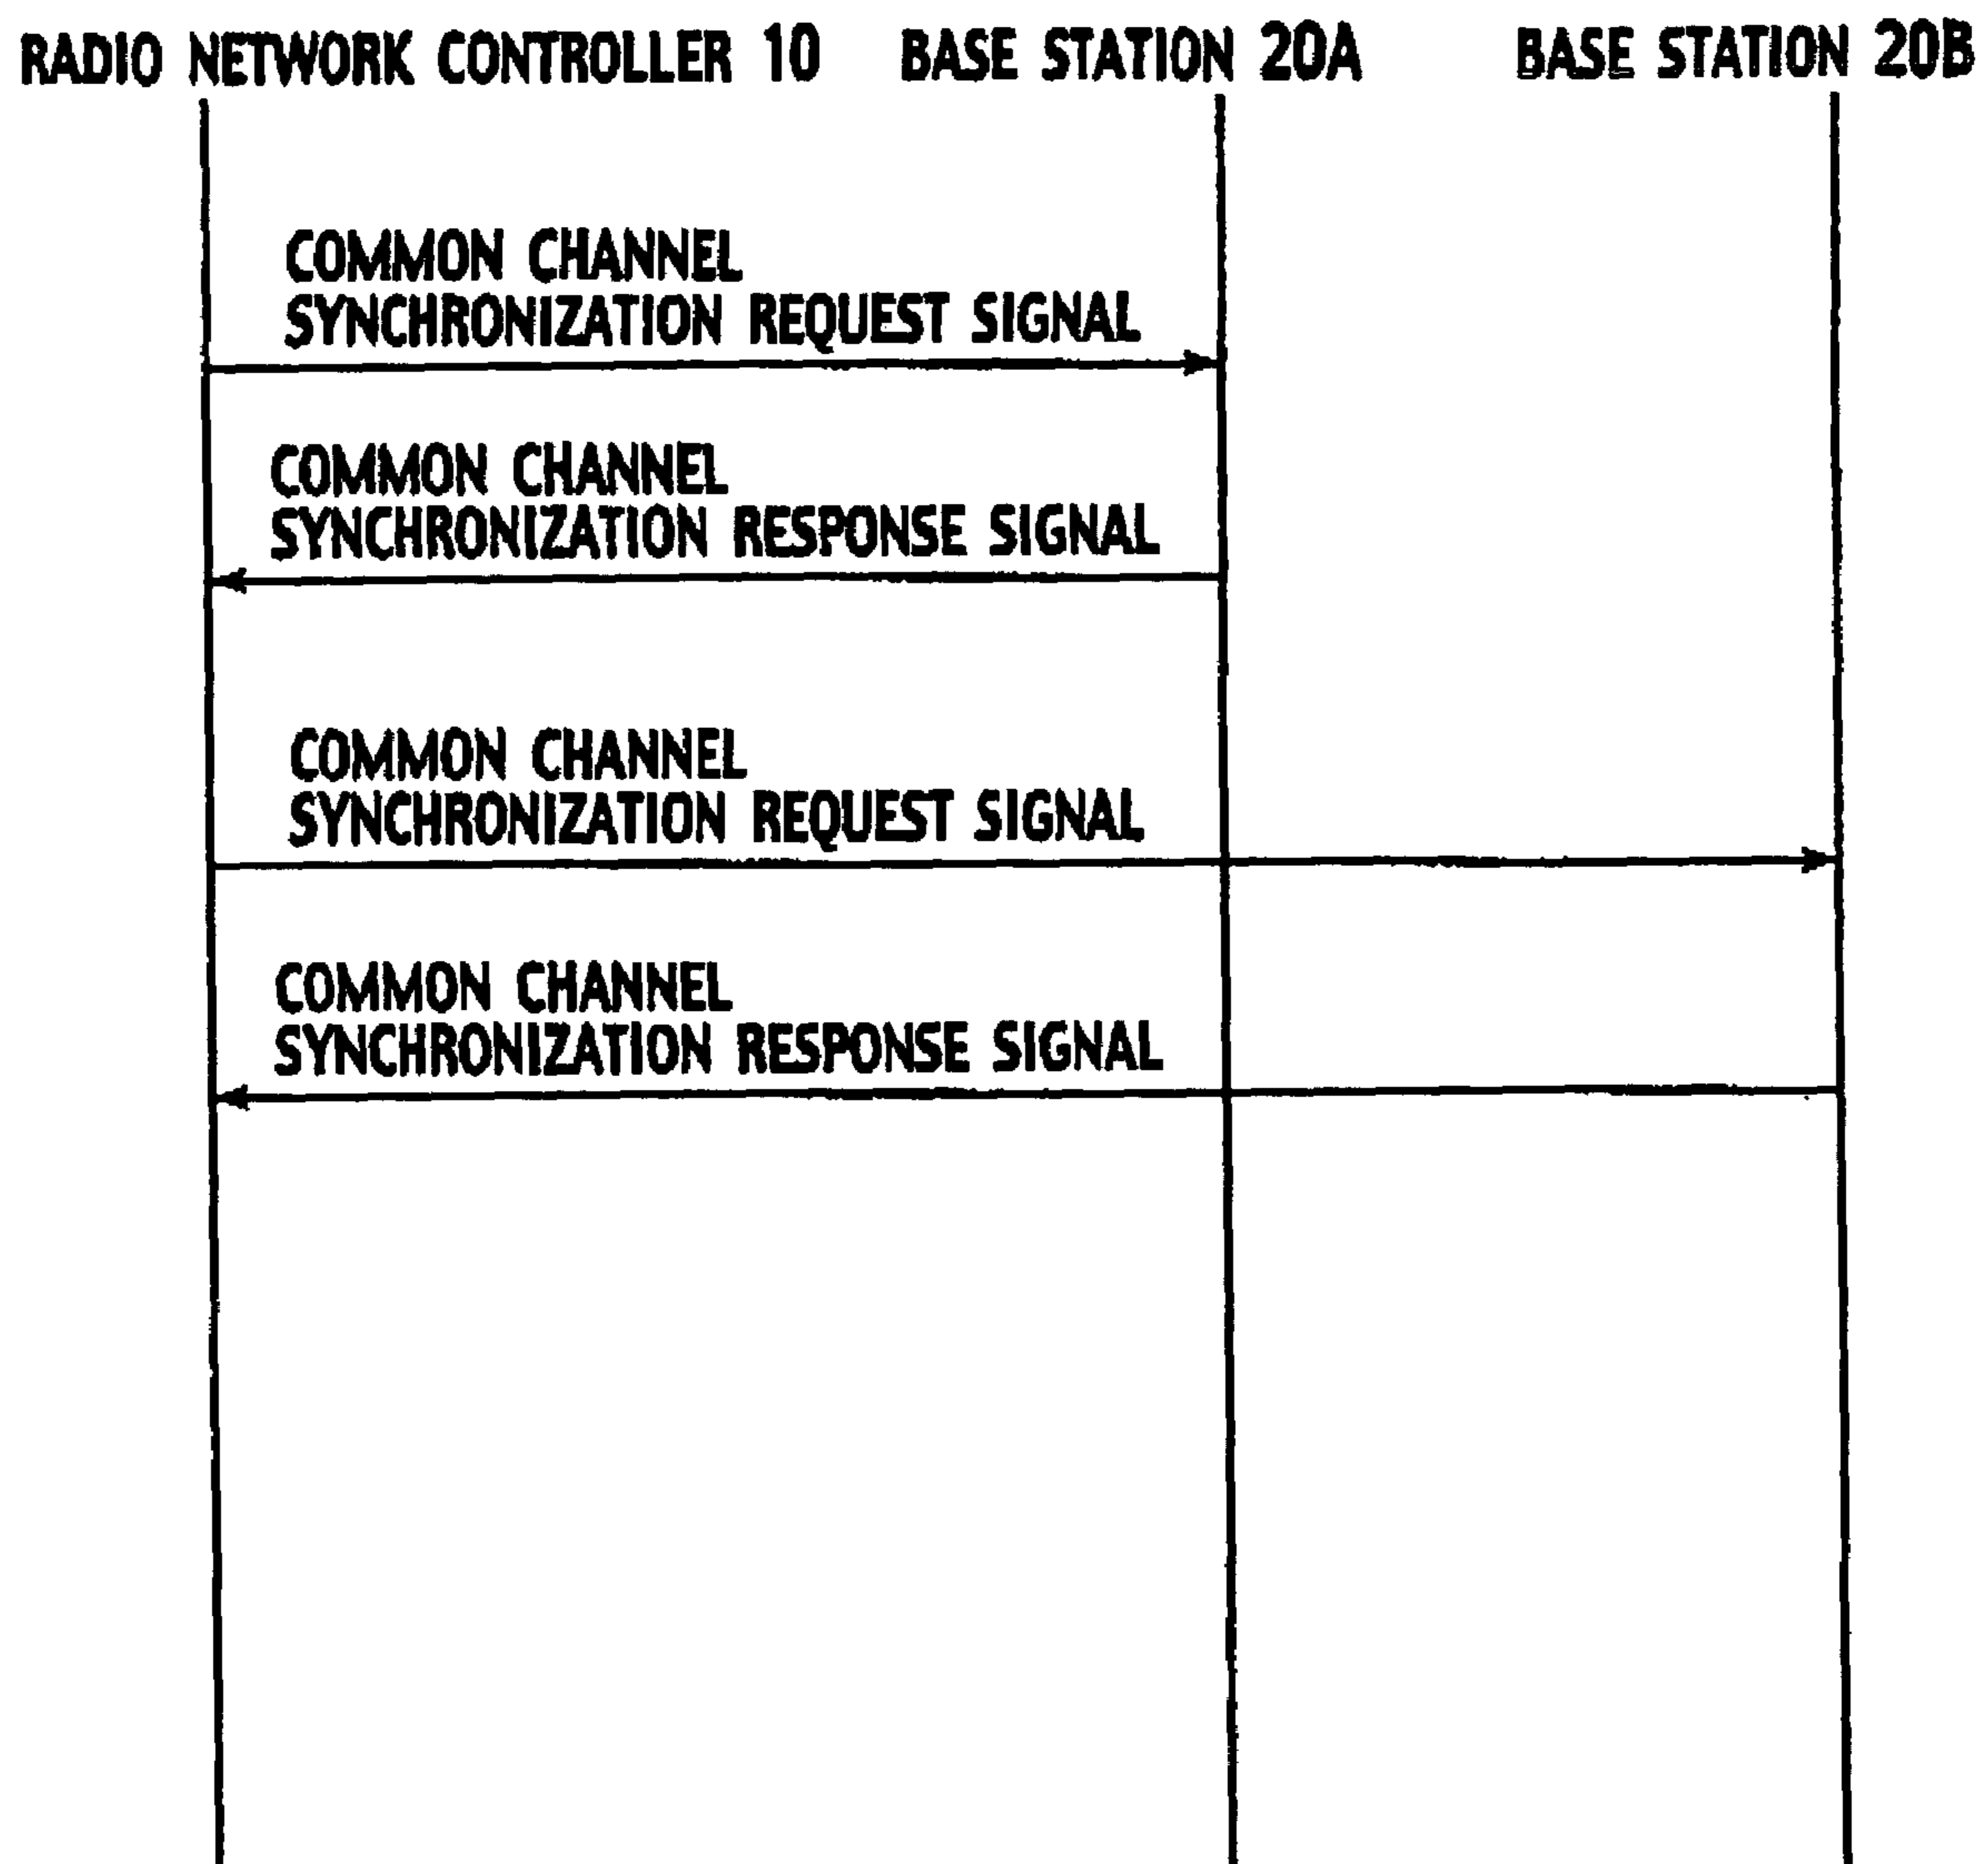 RADIO NETWORK CONTROLLER 10 BASE STATION 20A BASE STATION 20B
COMMON CHANNEL
SYNCHRONIZATION REQUEST SIGNAL
COMMON CHANNEL
SYNCHRONIZATION RESPONSE SIGNAL
COMMON CHANNEL
SYNCHRONIZATION REQUEST SIGNAL
COMMON CHANNEL
SYNCHRONIZATION RESPONSE SIGNAL